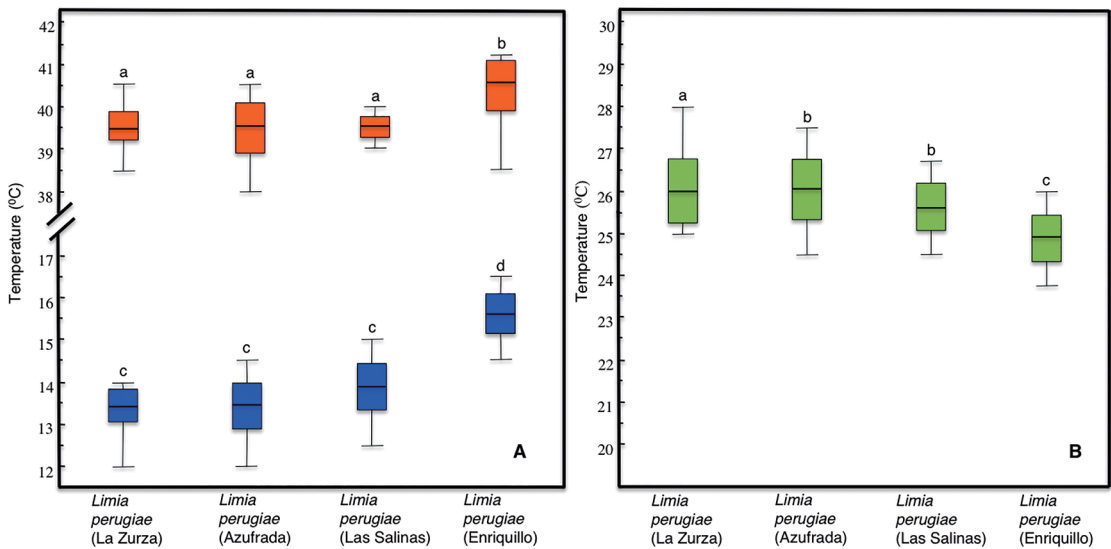 42
41
40
39
38
17
16
15
14
13
12
Temperature (⁰C)
a
a
a
b
c
c
c
d
A
Limia
perugiae
(La Zurza)
Limia
perugiae
(Azufrada)
Limia
perugiae
(Las Salinas)
Limia
perugiae
(Enriquillo)
30
29
28
27
26
25
24
23
22
21
20
Temperature (⁰C)
a
b
b
c
B
Limia
perugiae
(La Zurza)
Limia
perugiae
(Azufrada)
Limia
perugiae
(Las Salinas)
Limia
perugiae
(Enriquillo)